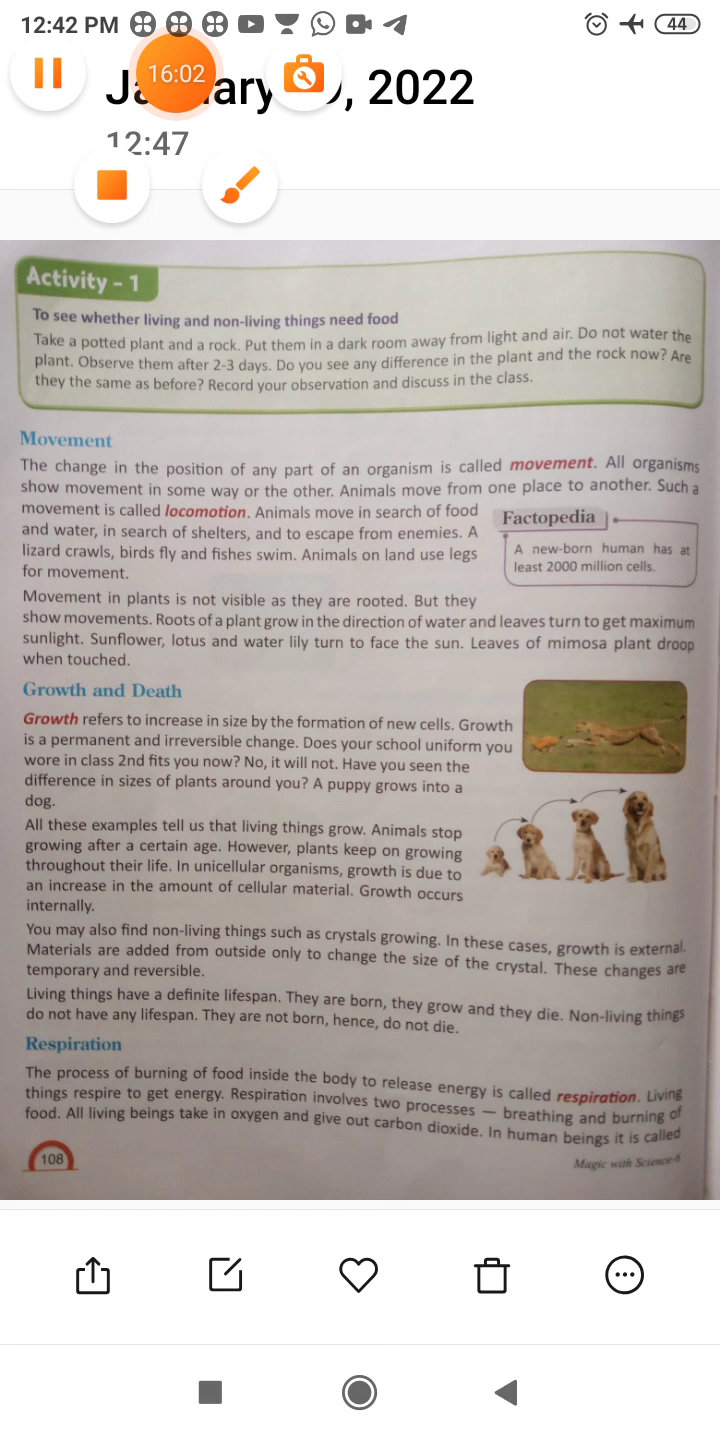 12:42 PM
44
16:02
, 2022
12:47
Activity - 1
To see whether living and non-living things need food
Take a potted plant and a rock. Put them in a dark room away from light and air. Do not water the
plant. Observe them after 2-3 days. Do you see any difference in the plant and the rock now? Are
they the same as before? Record your observation and discuss in the class.
Movement
The change in the position of any part of an organism is called movement. All organisms
show movement in some way or the other. Animals move from one place to another. Such a
movement is called locomotion. Animals move in search of food
and water, in search of shelters, and to escape from enemies. A
lizard crawls, birds fly and fishes swim. Animals on land use legs
for movement.
Factopedia
A new-born human has at
least 2000 million cells.
Movement in plants is not visible as they are rooted. But they
show movements. Roots of a plant grow in the direction of water and leaves turn to get maximum
sunlight. Sunflower, lotus and water lily turn to face the sun. Leaves of mimosa plant droop
when touched.
Growth and Death
Growth refers to increase in size by the formation of new cells. Growth
is a permanent and irreversible change. Does your school uniform you
wore in class 2nd fits you now? No, it will not. Have you seen the
difference in sizes of plants around you? A puppy grows into a
dog.
All these examples tell us that living things grow. Animals stop
growing after a certain age. However, plants keep on growing
throughout their life. In unicellular organisms, growth is due to
an increase in the amount of cellular material. Growth occurs
internally.
You may also find non-living things such as crystals growing. In these cases, growth is external.
Materials are added from outside only to change the size of the crystal. These changes are
temporary and reversible.
Living things have a definite lifespan. They are born, they grow and they die. Non-living things
do not have any lifespan. They are not born, hence, do not die.
Respiration
The process of burning of food inside the body to release energy is called respiration. Living
things respire to get energy. Respiration involves two processes — breathing and burning of
food. All living beings take in oxygen and give out carbon dioxide. In human beings it is called
108
Magic with Science-6